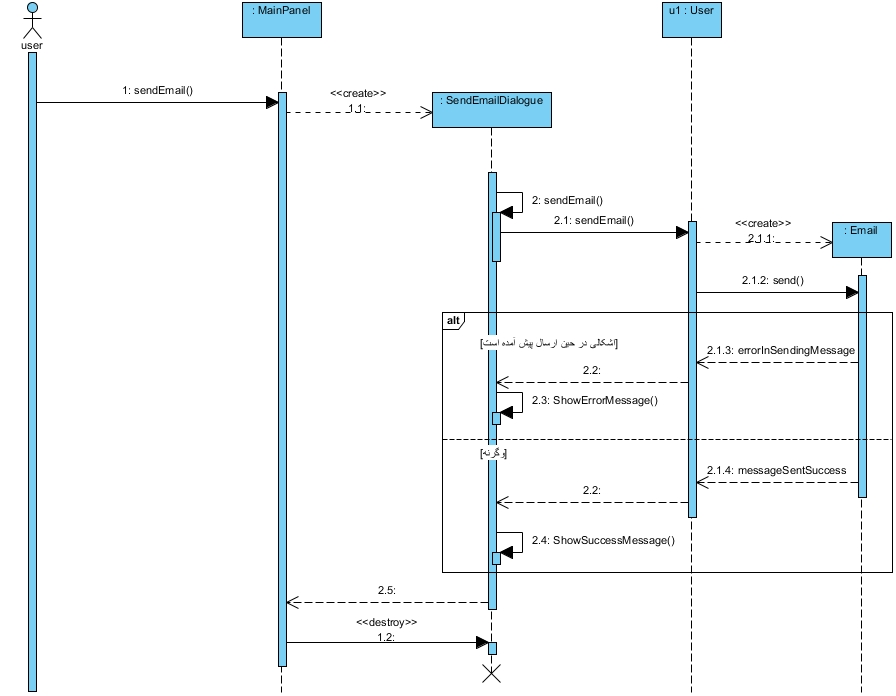 : MainPanel
u1 : User
user
1: sendEmail()
<<create>>
1.1:
: SendEmailDialogue
2: sendEmail()
2.1: sendEmail()
<<create>>
2.1.1:
: Email
2.1.2: send()
alt
[اشکالی در حین ارسال پیش آمده است]
2.1.3: errorInSendingMessage
2.2:
2.3: ShowErrorMessage()
[وگرنه]
2.1.4: messageSentSuccess
2.2:
2.4: ShowSuccessMessage()
2.5:
<<destroy>>
1.2: